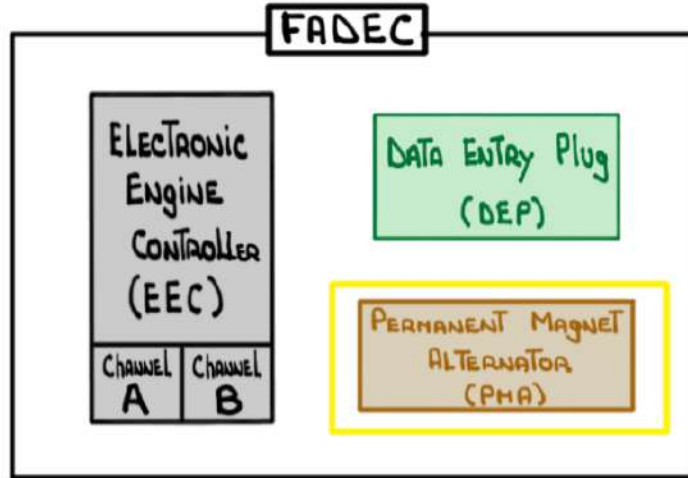 FADEC
ELECTRONIC
ENGINE
CONTROLLER
(EEC)
CHANNEL
A
CHANNEL
B
DATA ENTRY Plug
(DEP)
PERMANENT MAGNET
ALTERNATOR
(PMA)